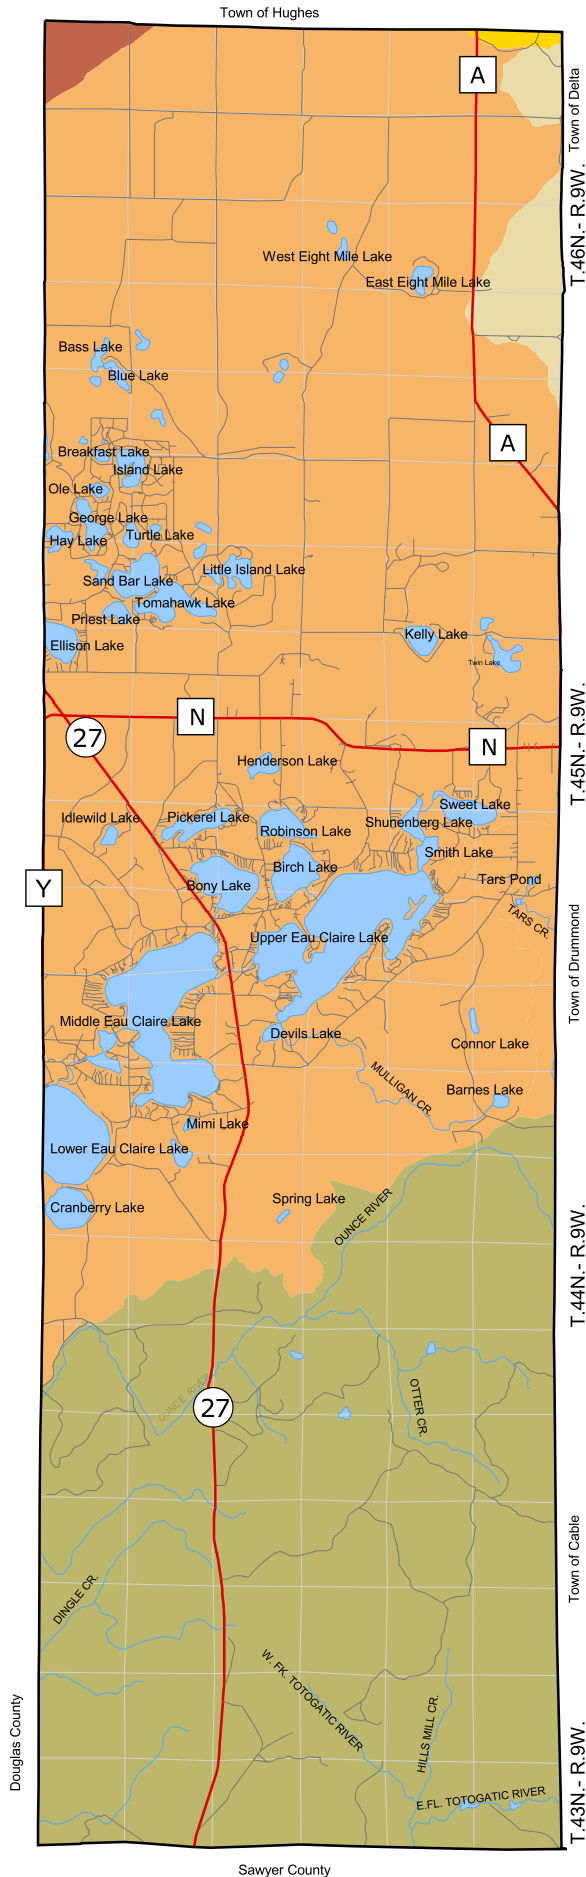 Town of Hughes
A
Town of Delta
T.46N.- R.9W.
West Eight Mile Lake
East Eight Mile Lake
Bass Lake
Blue Lake
A
Breakfast Lake
Island Lake
Ole Lake
George Lake
Turtle Lake
Hay Lake
Little Island Lake
Sand Bar Lake
Tomahawk Lake
Priest Lake
Kelly Lake
Ellison Lake
Twin Lake
T.45N.- R.9W.
N
27
N
Henderson Lake
Sweet Lake
Idlewild Lake
Pickerel Lake
Shunenberg Lake
Robinson Lake
Smith Lake
Birch Lake
Tars Pond
Bony Lake
Y
TARS CR.
Town of Drummond
Upper Eau Claire Lake
Middle Eau Claire Lake
Devils Lake
Connor Lake
MULLIGAN CR.
Barnes Lake
Mimi Lake
Lower Eau Claire Lake
Spring Lake
Cranberry Lake
OUNCE RIVER
T.44N.- R.9W.
OUNCE RIVER
27
OTTER CR.
Town of Cable
DINGLE CR.
W. FK. TOTOGATIC RIVER
HILLS MILL CR.
Douglas County
T.43N.- R.9W.
E.FL. TOTOGATIC RIVER
Sawyer County